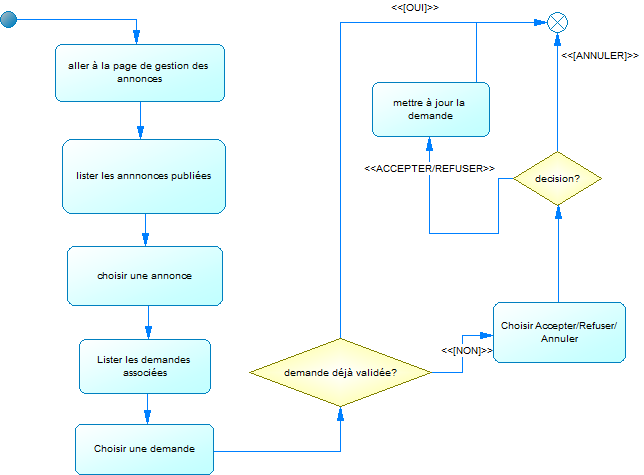 <<[OUI]>>
aller à la page de gestion des
annonces
<<[ANNULER]>>
mettre à jour la
demande
lister les annnonces publiées
<<ACCEPTER/REFUSER>>
decision?
choisir une annonce
Choisir Accepter/Refuser/
Annuler
<<[NON]>>
Lister les demandes
associées
demande déjà validée?
Choisir une demande